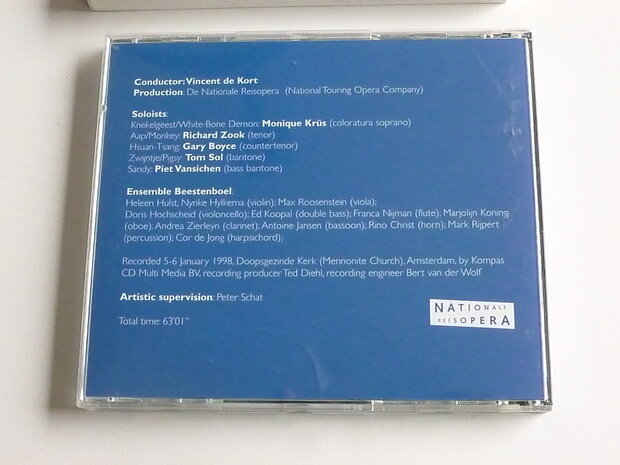 Conductor: Vincent de Kort
Production: De Nationale Reisopera (National Touring Opera Company)
Soloists:
Knekelgeest/White-Bone Demon: Monique Krüs (coloratura soprano)
Aap/Monkey: Richard Zook (tenor)
Hsuan-Tsang: Gary Boyce (countertenor)
Zwijntje/Pigsy: Tom Sol (baritone)
Sandy: Piet Vansichen (bass baritone)
Ensemble Beestenboel:
Heleen Hulst, Nynke Hylkema (violin); Max Roosenstein (viola);
Doris Hochscheid (violoncello); Ed Koopal (double bass); Franca Nijman (flute); Marjolijn Koning
(oboe); Andrea Zierleyn (clarinet); Antoine Jansen (bassoon); Rino Christ (horn); Mark Rijpert
(percussion); Cor de Jong (harpsichord);
Recorded 5-6 January 1998, Doopsgezinde Kerk (Mennonite Church), Amsterdam, by Kompas
CD Multi Media BV, recording producer Ted Diehl, recording engineer Bert van der Wolf
Artistic supervision: Peter Schat
NATIONALE
REISOPERA
Total time: 63'01"